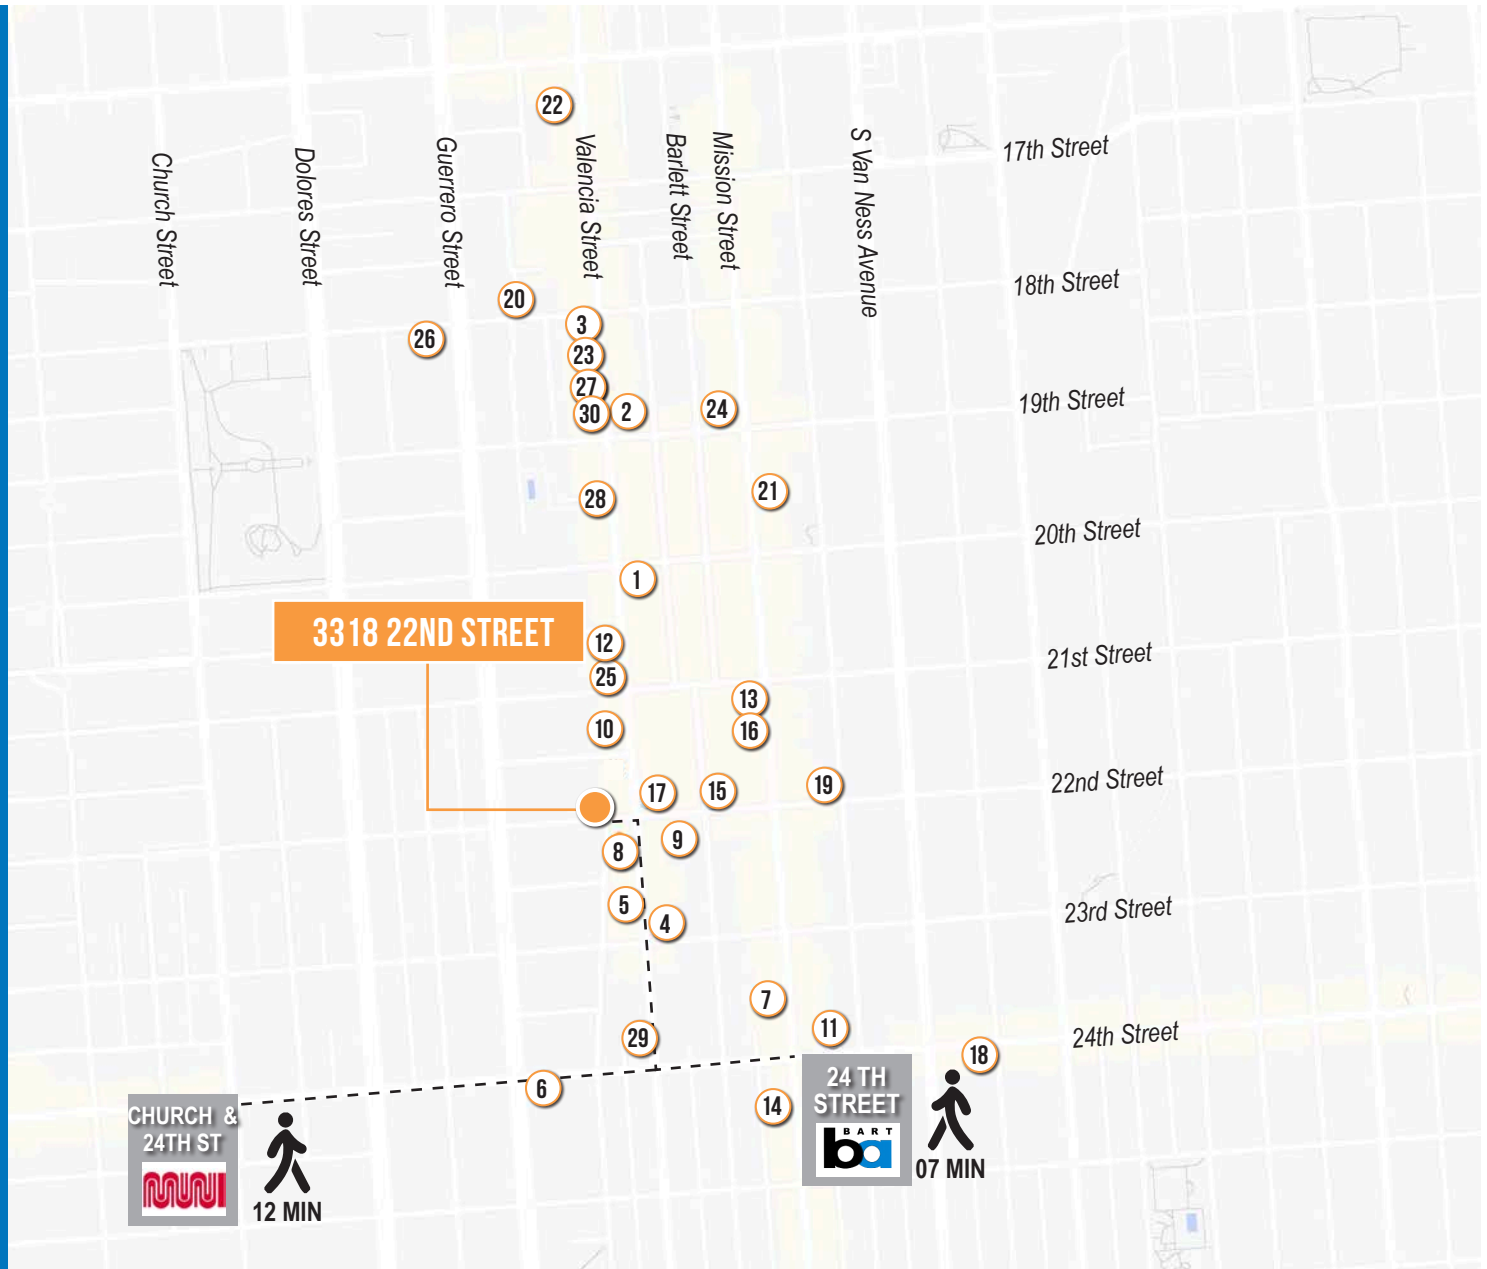 22
Church Street
Dolores Street
Guerrero Street
Valencia Street
Barlett Street
Mission Street
S Van Ness Avenue
17th Street
18th Street
20
26
3
23
27
30
2
24
19th Street
28
21
20th Street
1
3318 22ND STREET
12
25
21st Street
13
10
16
22nd Street
17
15
19
9
8
5
4
23rd Street
7
11
29
24th Street
18
6
14
CHURCH &
24TH ST
MUNI
12 MIN
24 TH
STREET
BART
ba
07 MIN